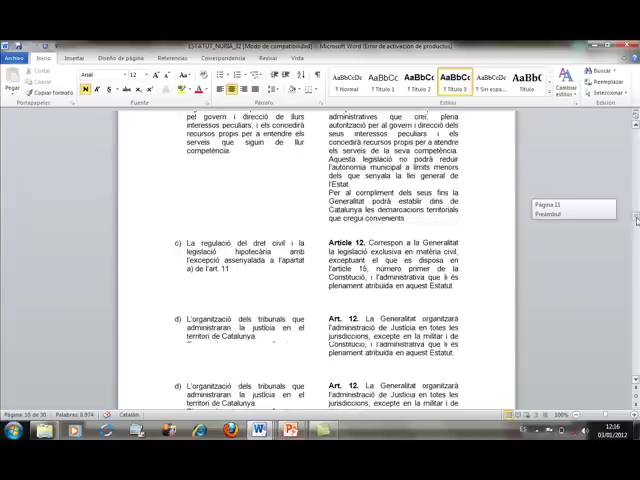 ESTATUT_NURIA_02 [Modo de compatibilidad] - Microsoft Word (Error de activación de productos)
Archivo Inicio Insertar Diseño de página Referencias Correspondencia Revisar Vista
Cortar
Copiar
Copiar formato
Pegar
Portapapeles
Arial 12
Fuente
Párrafo
AaBbCcDc AaBbCc AaBbCc AaBbCc AaBbCcDc AaBbC
¶ Normal Título 1 Título 2 Título 3 Título
Cambiar estilos
Estilos
Buscar
Reemplazar
Seleccionar
Edición
pel govern i direcció de llurs
interessos peculiars, i els concedirà
recursos propis per a entendre els
serveis que siguin de llur
competència.
administratives que creï, plena
autorització per al govern i direcció dels
seus interessos peculiars i els
concedirà recursos propis per a atendre
els serveis de la seva competència.
Aquesta legislació no podrà reduir
l'autonomia municipal a límits menors
dels que senyala la llei general de
l'Estat.
Per al compliment dels seus fins la
Generalitat podrà establir dins de
Catalunya les demarcacions territorials
que cregui convenients.
c) La regulació del dret civil i la
legislació hipotecària amb
l'excepció assenyalada a l'apartat
a) de l'art. 11
Article 12. Correspon a la Generalitat
la legislació exclusiva en matèria civil,
exceptuant el que es disposa en
l'article 15, número primer de la
Constitució, i l'administrativa que li és
plenament atribuïda en aquest Estatut
d) L'organització dels tribunals que
administraran la justícia en el
territori de Catalunya.
Art. 12. La Generalitat organitzarà
l'administració de Justícia en totes les
jurisdiccions, excepte en la militar i de
Constitució, i l'administrativa que li és
plenament atribuïda en aquest Estatut.
d) L'organització dels tribunals que
administraran la justícia en el
territori de Catalunya.
Art. 12. La Generalitat organitzarà
l'administració de Justícia en totes les
jurisdiccions, excepte en la militar i de
Página 11
Preàmbul
Página: 10 de 30 Palabras: 8.974 Catalán 100%
ES 12:16
03/01/2012